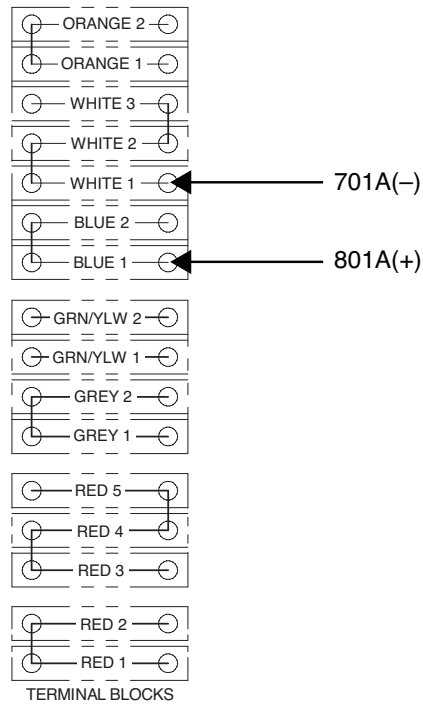 ORANGE 2
ORANGE 1
WHITE 3
WHITE 2
WHITE 1
701A(–)
BLUE 2
BLUE 1
801A(+)
GRN/YLW 2
GRN/YLW 1
GREY 2
GREY 1
RED 5
RED 4
RED 3
RED 2
RED 1
TERMINAL BLOCKS